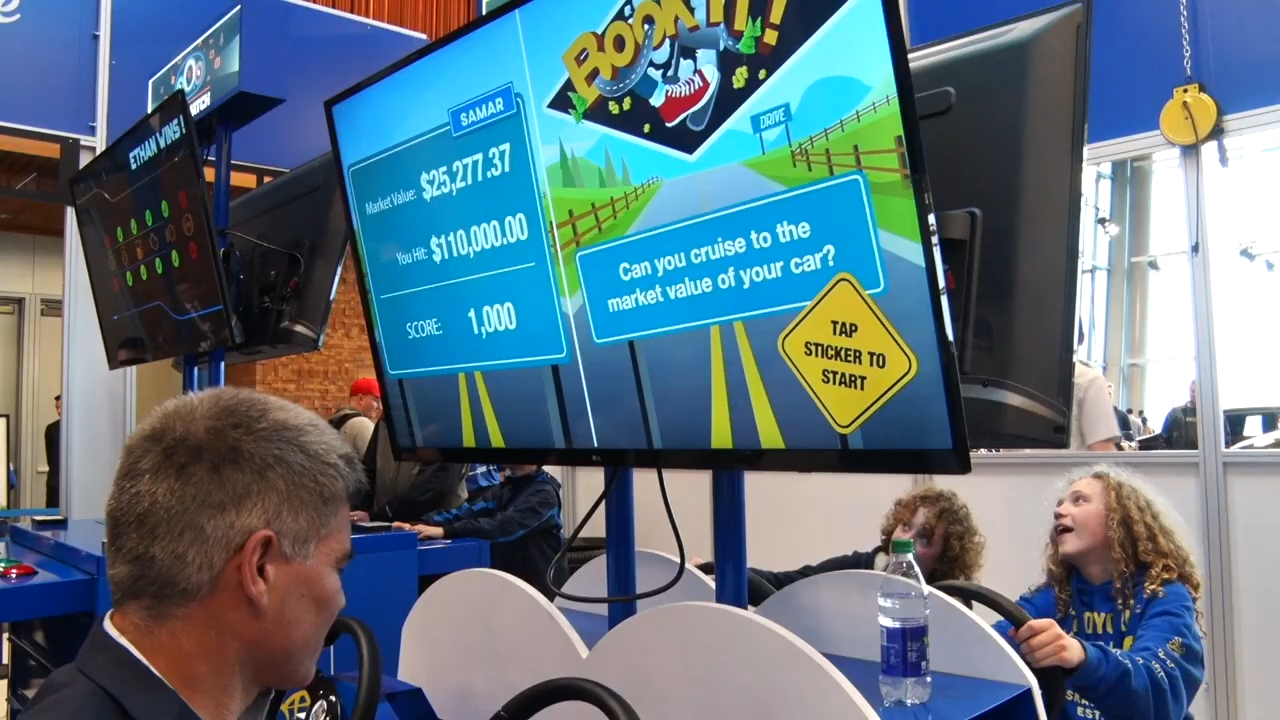 ETHAN WINS!
BOOK IT!
SAMAR
Market Value: $25,277.37
You Hit: $110,000.00
SCORE: 1,000
DRIVE
Can you cruise to the
market value of your car?
TAP
STICKER TO
START
LG
EST